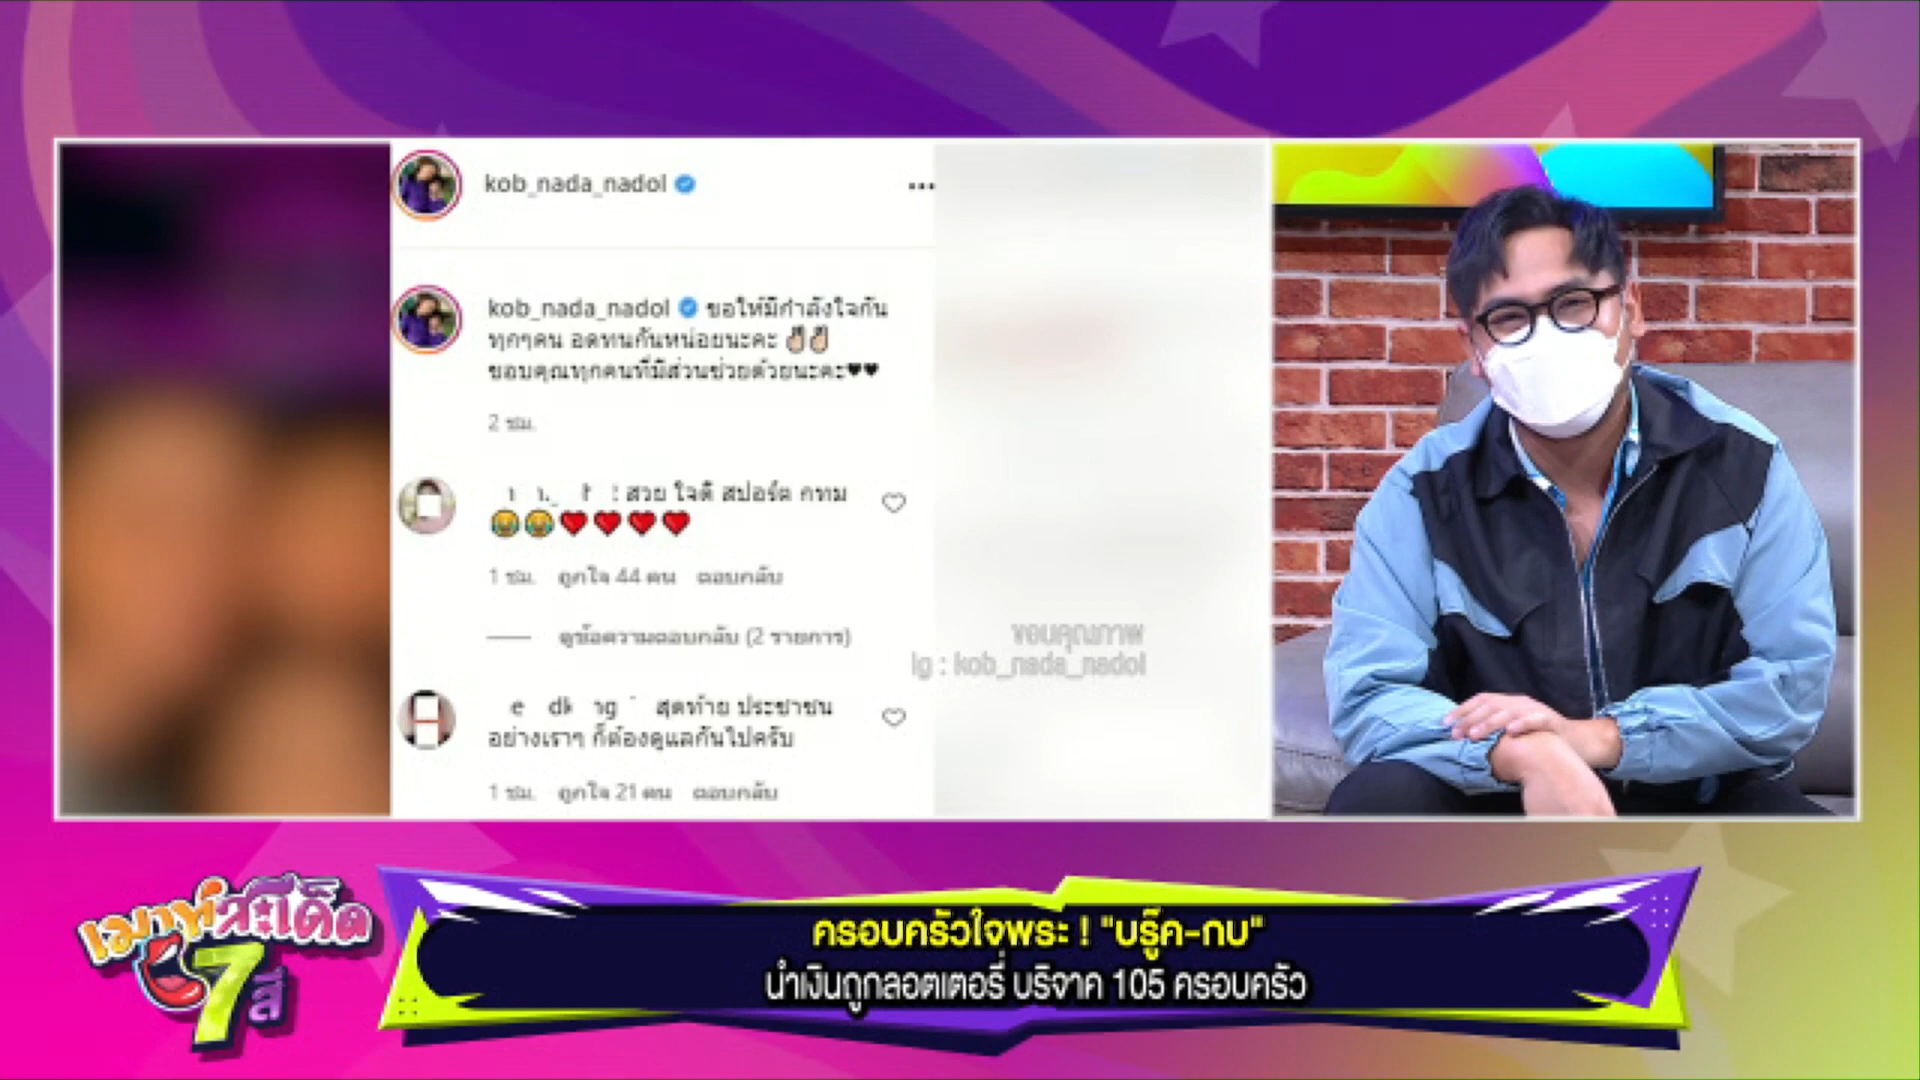 kob_nada_nadol
kob_nada_nadol ขอให้มีกำลังใจกัน
ทุกๆคน อดทนกันหน่อยนะคะ
ขอบคุณทุกคนที่มีส่วนช่วยด้วยนะคะ♥♥
2 ชม.
สวย ใจดี สปอร์ต กทม
1 ชม. ถูกใจ 44 คน ตอบกลับ
ดูข้อความตอบกลับ (2 รายการ)
สุดท้าย ประชาชน
อย่างเราๆ ก็ต้องดูแลกันไปครับ
1 ชม. ถูกใจ 21 คน ตอบกลับ
ขอบคุณภาพ
ig : kob_nada_nadol
เมาท์สะเด็ด
7 สี
ครอบครัวใจพระ ! "บรู๊ค-กบ"
นำเงินถูกลอตเตอรี่ บริจาค 105 ครอบครัว